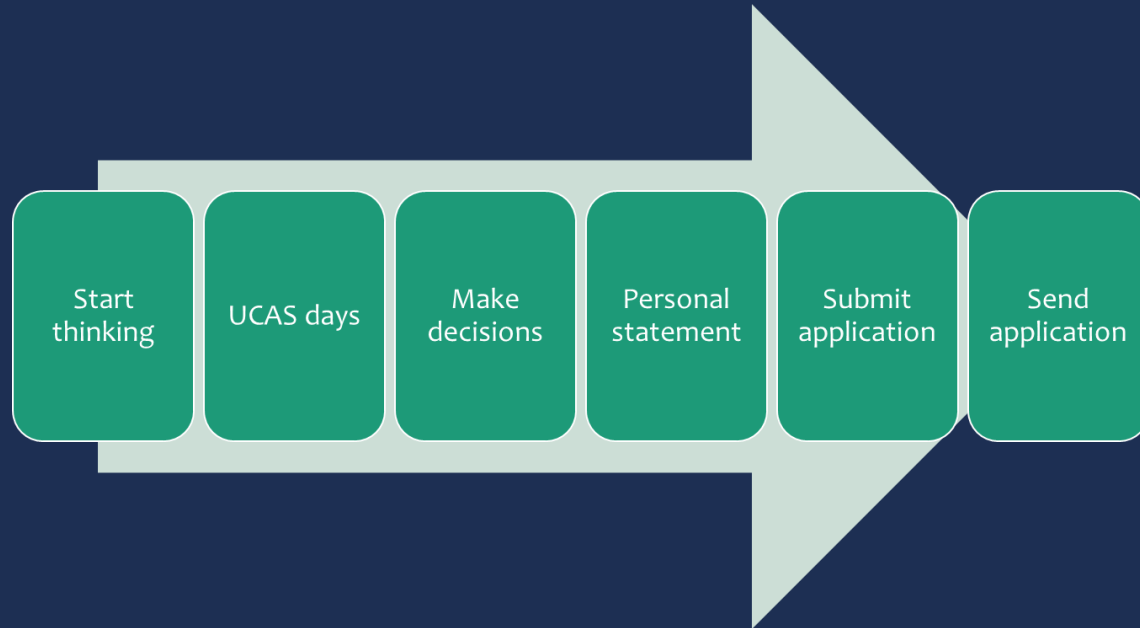 Start
thinking
UCAS days
Make
decisions
Personal
statement
Submit
application
Send
application